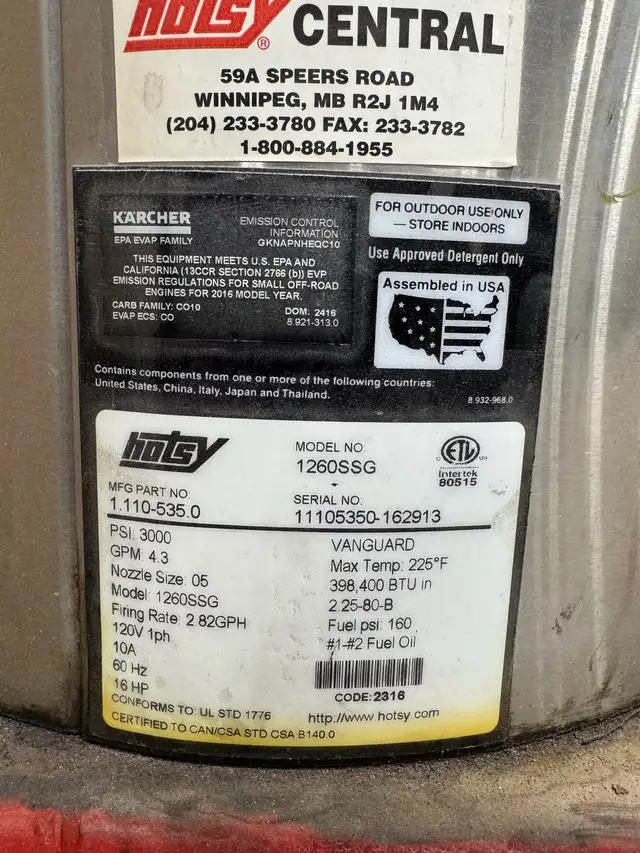 hotsy® CENTRAL
59A SPEERS ROAD
WINNIPEG, MB R2J 1M4
(204) 233-3780 FAX: 233-3782
1-800-884-1955
KÄRCHER
EPA EVAP FAMILY
EMISSION CONTROL
INFORMATION
GKNAPNHEQC10
THIS EQUIPMENT MEETS U.S. EPA AND
CALIFORNIA (13CCR SECTION 2766 (b)) EVP
EMISSION REGULATIONS FOR SMALL OFF-ROAD
ENGINES FOR 2016 MODEL YEAR.
CARB FAMILY: CO10
EVAP ECS: CO
DOM: 2416
8.921-313.0
FOR OUTDOOR USE ONLY
— STORE INDOORS
Use Approved Detergent Only
Assembled in USA
Contains components from one or more of the following countries:
United States, China, Italy, Japan and Thailand.
8.932-968.0
hotsy
MODEL NO:
1260SSG
C ETL US
Intertek
80515
MFG PART NO:
1.110-535.0
SERIAL NO:
11105350-162913
PSI: 3000
GPM: 4.3
Nozzle Size: 05
Model: 1260SSG
Firing Rate: 2.82GPH
120V 1ph
10A
60 Hz
16 HP
VANGUARD
Max Temp: 225°F
398,400 BTU in
2.25-80-B
Fuel psi: 160
#1-#2 Fuel Oil
CODE:2316
CONFORMS TO: UL STD 1776
CERTIFIED TO CAN/CSA STD CSA B140.0
http://www.hotsy.com